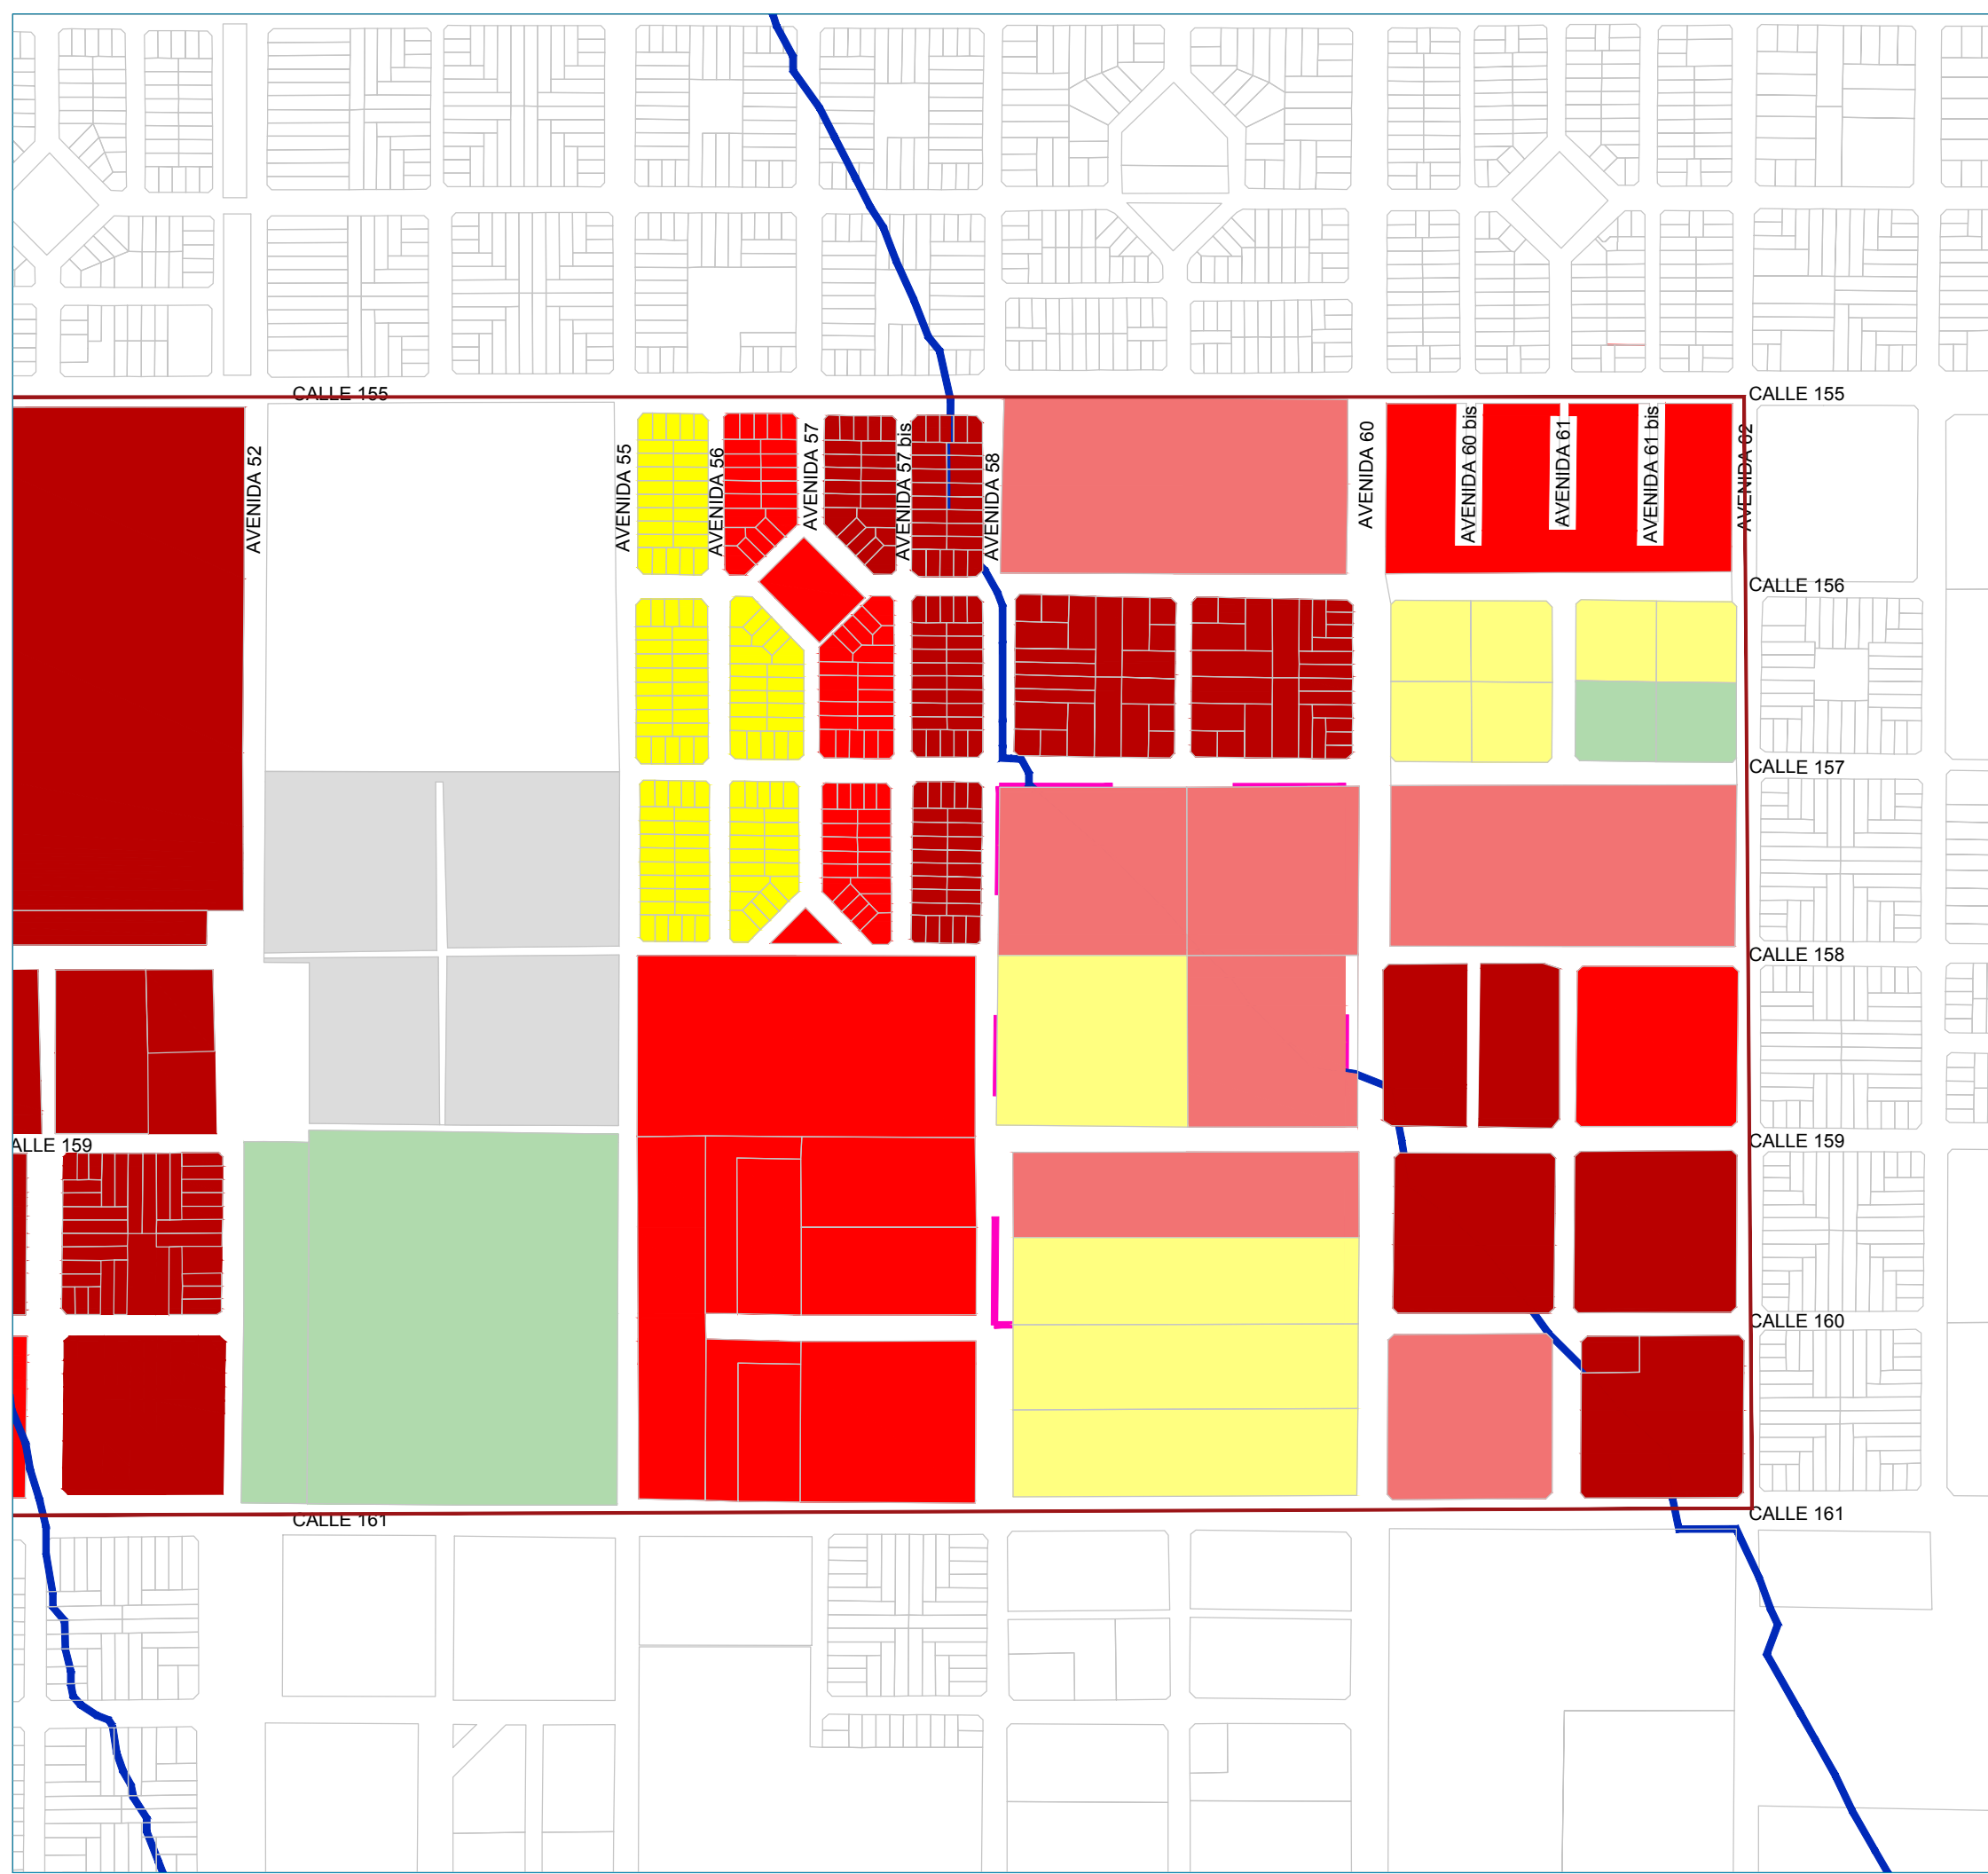 CALLE 155
CALLE 155
AVENIDA 52
AVENIDA 55
AVENIDA 56
AVENIDA 57
AVENIDA 57 bis
AVENIDA 58
AVENIDA 60
AVENIDA 60 bis
AVENIDA 61
AVENIDA 61 bis
AVENIDA 62
CALLE 156
CALLE 157
CALLE 158
ALLE 159
CALLE 159
CALLE 160
CALLE 161
CALLE 161